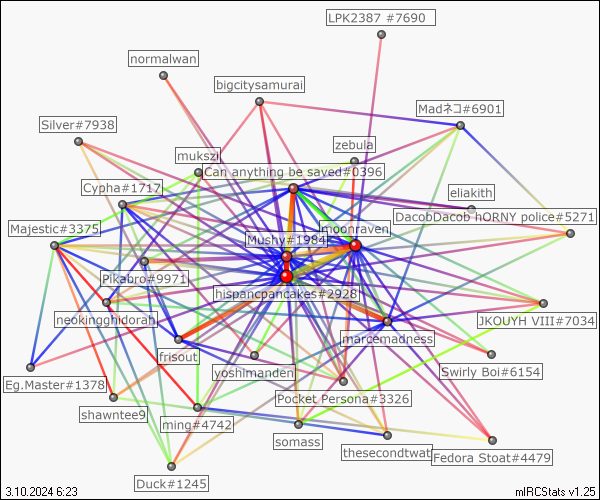 LPK2387 #7690
normalwan
bigcitysamurai
Madネコ#6901
Silver#7938
zebula
mukszi
Can anything be saved#0396
Cypha#1717
eliakith
DacobDacob hORNY police#5271
Majestic#3375
moonraven
Mushy#1984
Pikabro#9971
hispancpancakes#2928
neokingghidorah
JKOUYH VIII#7034
marcemadness
frisout
yoshimanden
Swirly Boi#6154
Eg.Master#1378
Pocket Persona#3326
shawntee9
ming#4742
somass
thesecondtwat
Fedora Stoat#4479
Duck#1245
3.10.2024 6:23
mIRCStats v1.25